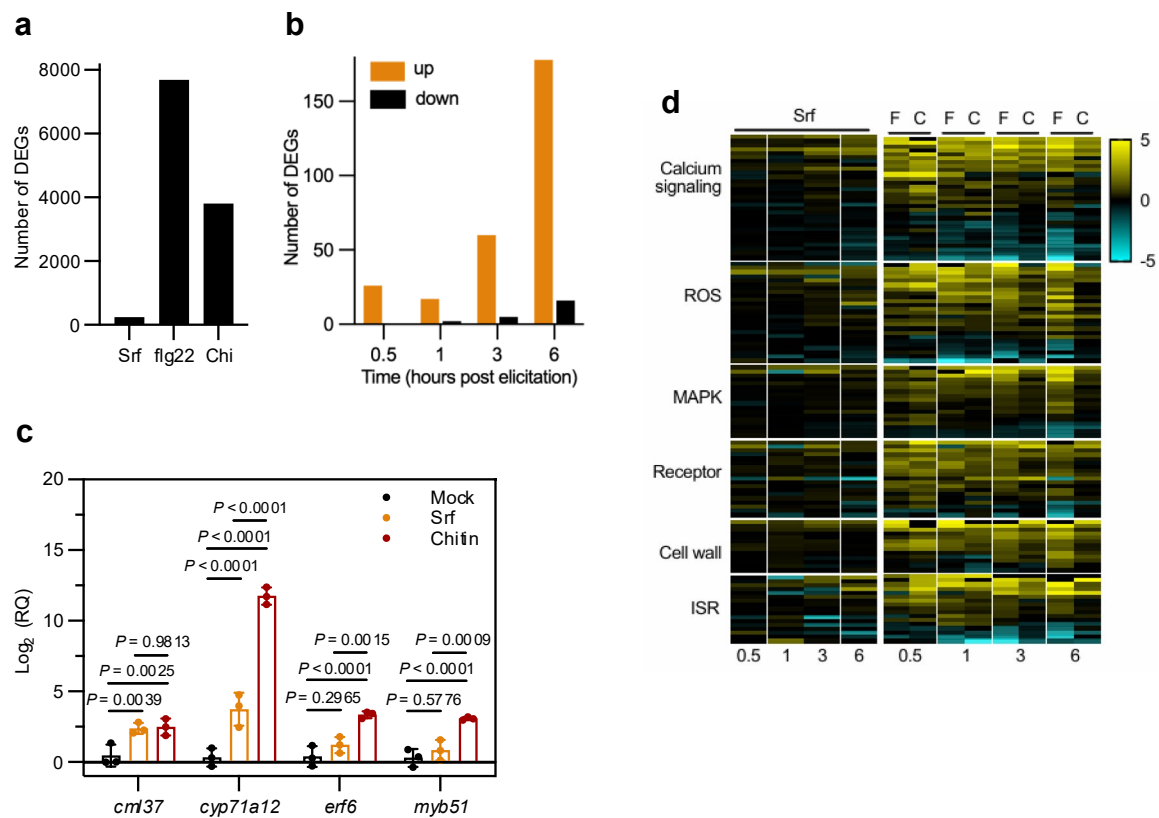 a
8000
6000
4000
2000
0
Number of DEGs
Srf flg22 Chi
b
up
down
150
100
50
0
Number of DEGs
0.5 1 3 6
Time (hours post elicitation)
c
20
15
10
5
0
Log2 (RQ)
Mock
Srf
Chitin
P < 0.0001
P < 0.0001
P < 0.0001
P = 0.9813
P = 0.0025
P = 0.0039
P = 0.0015
P < 0.0001
P = 0.2965
P = 0.0009
P < 0.0001
P = 0.5776
cml37 cyp71a12 erf6 myb51
d
Srf
F C F C F C F C
5
0
-5
Calcium
signaling
ROS
MAPK
Receptor
Cell wall
ISR
0.5 1 3 6 0.5 1 3 6